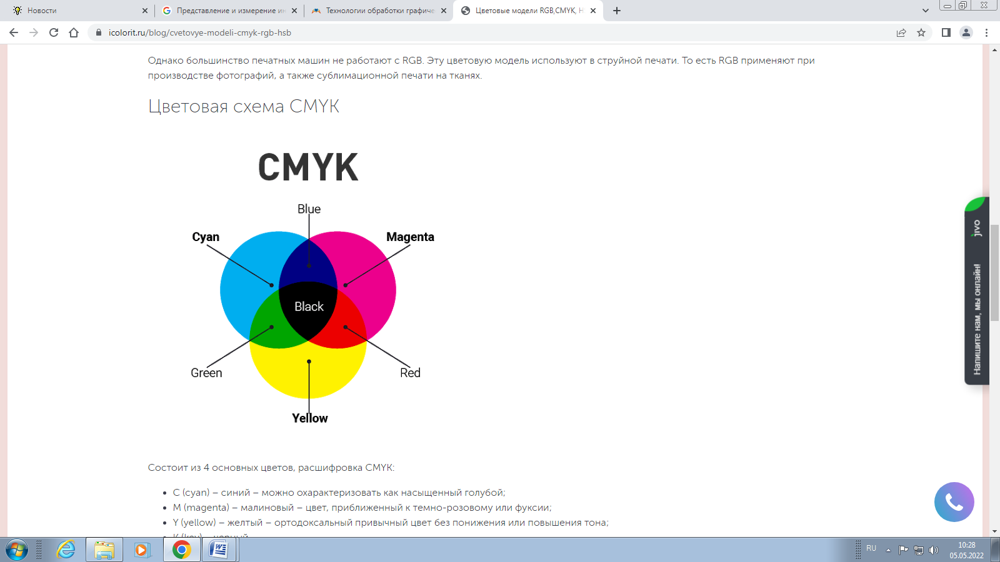 Новости
Представление и измерение ин
Технологии обработки графиче
Цветовые модели RGB,CMYK, H
icolorit.ru/blog/cvetovye-modeli-cmyk-rgb-hsb
Однако большинство печатных машин не работают с RGB. Эту цветовую модель используют в струйной печати. То есть RGB применяют при
производстве фотографий, а также сублимационной печати на тканях.
Цветовая схема CMYK
CMYK
Blue
Cyan
Magenta
Black
Green
Red
Yellow
Состоит из 4 основных цветов, расшифровка CMYK:
C (cyan) – синий – можно охарактеризовать как насыщенный голубой;
M (magenta) – малиновый – цвет, приближенный к темно-розовому или фуксии;
Y (yellow) – желтый – ортодоксальный привычный цвет без понижения или повышения тона;
K (key) – черный
jivo
Напишите нам, мы онлайн!
RU
10:28
05.05.2022